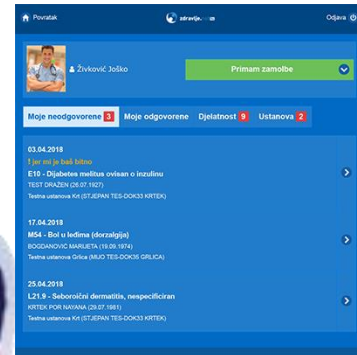 Povratak
zdravlje.net
Odjava
Živković Joško
Primam zamolbe
Moje neodgovorene 3 Moje odgovorene Djelatnost 9 Ustanova 2
03.04.2018
! jer mi je baš bitno
E10 - Dijabetes melitus ovisan o inzulinu
TEST DRAŽEN (26.07.1927)
Testna ustanova Krt (STJEPAN TES-DOK33 KRTEK)
17.04.2018
M54 - Bol u leđima (dorzalgija)
BOGDANOVIĆ MARIJETA (19.09.1974)
Testna ustanova Grlica (MIJO TES-DOK35 GRLICA)
25.04.2018
L21.9 - Seboroični dermatitis, nespecificiran
KRTEK POR NAYANA (29.07.1981)
Testna ustanova Krt (STJEPAN TES-DOK33 KRTEK)